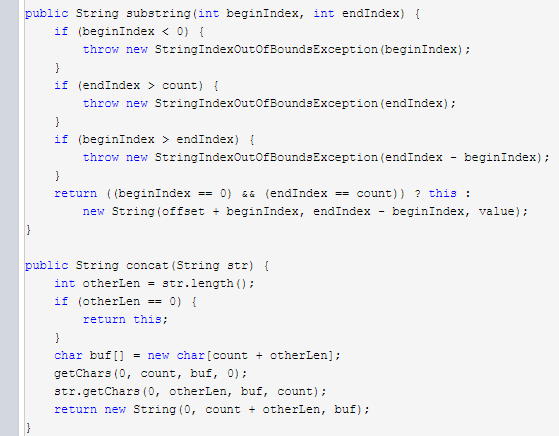 public String substring(int beginIndex, int endIndex) {
    if (beginIndex < 0) {
        throw new StringIndexOutOfBoundsException(beginIndex);
    }
    if (endIndex > count) {
        throw new StringIndexOutOfBoundsException(endIndex);
    }
    if (beginIndex > endIndex) {
        throw new StringIndexOutOfBoundsException(endIndex - beginIndex);
    }
    return ((beginIndex == 0) && (endIndex == count)) ? this :
        new String(offset + beginIndex, endIndex - beginIndex, value);
}

public String concat(String str) {
    int otherLen = str.length();
    if (otherLen == 0) {
        return this;
    }
    char buf[] = new char[count + otherLen];
    getChars(0, count, buf, 0);
    str.getChars(0, otherLen, buf, count);
    return new String(0, count + otherLen, buf);
}